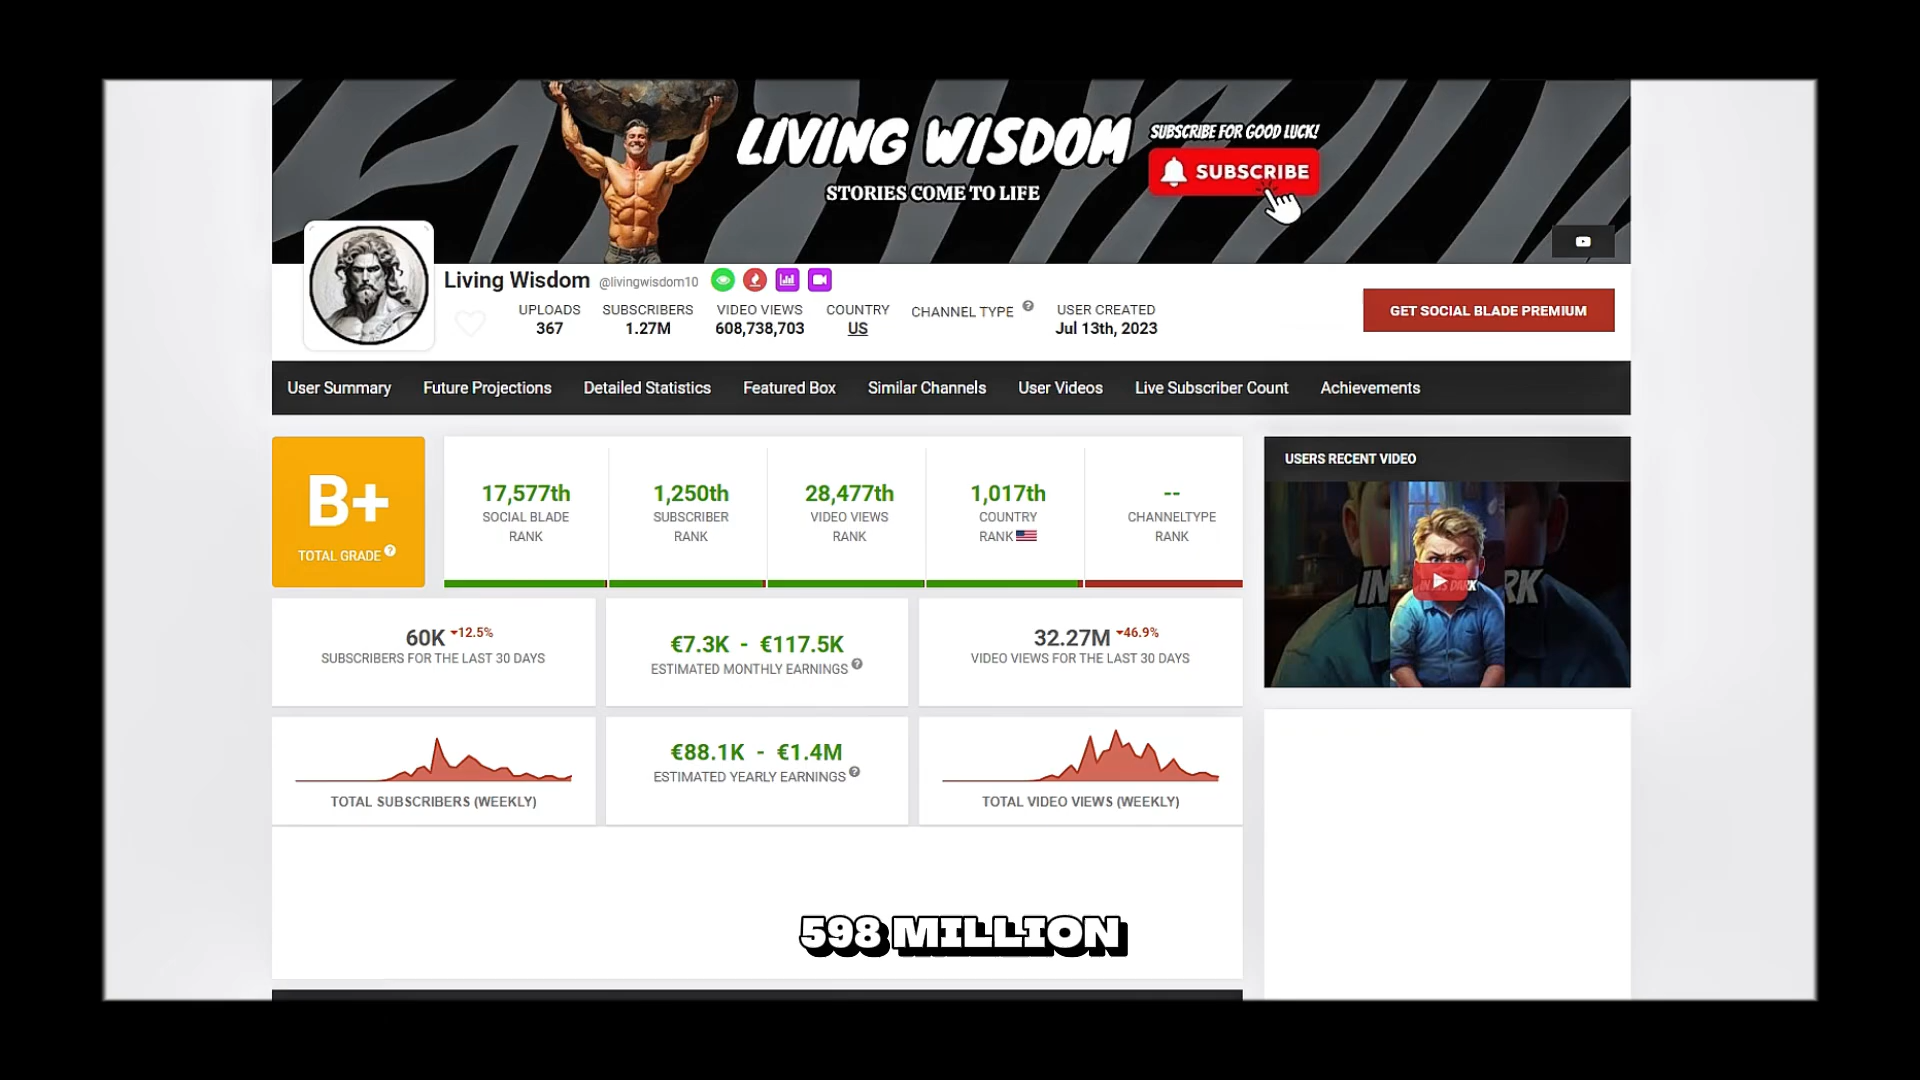 LIVING WISDOM
STORIES COME TO LIFE
SUBSCRIBE FOR GOOD LUCK!
SUBSCRIBE
Living Wisdom @livingwisdom10
UPLOADS
367
SUBSCRIBERS
1.27M
VIDEO VIEWS
608,738,703
COUNTRY
US
CHANNEL TYPE ?
USER CREATED
Jul 13th, 2023
GET SOCIAL BLADE PREMIUM
User Summary
Future Projections
Detailed Statistics
Featured Box
Similar Channels
User Videos
Live Subscriber Count
Achievements
B+
TOTAL GRADE ?
17,577th
SOCIAL BLADE
RANK
1,250th
SUBSCRIBER
RANK
28,477th
VIDEO VIEWS
RANK
1,017th
COUNTRY
RANK
--
CHANNELTYPE
RANK
USERS RECENT VIDEO
60K 12.5%
SUBSCRIBERS FOR THE LAST 30 DAYS
€7.3K - €117.5K
ESTIMATED MONTHLY EARNINGS ?
32.27M 46.9%
VIDEO VIEWS FOR THE LAST 30 DAYS
TOTAL SUBSCRIBERS (WEEKLY)
€88.1K - €1.4M
ESTIMATED YEARLY EARNINGS ?
TOTAL VIDEO VIEWS (WEEKLY)
598 MILLION